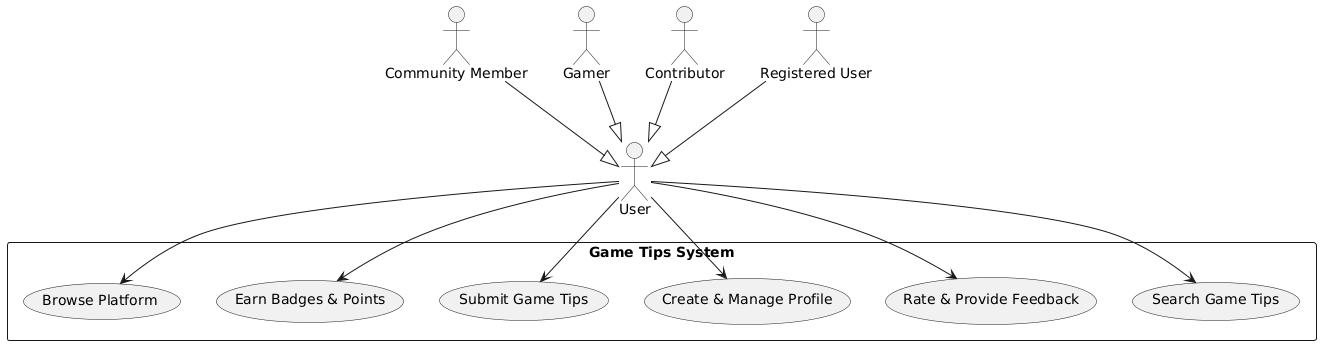 Community Member
Gamer
Contributor
Registered User
User
Game Tips System
Browse Platform
Earn Badges & Points
Submit Game Tips
Create & Manage Profile
Rate & Provide Feedback
Search Game Tips